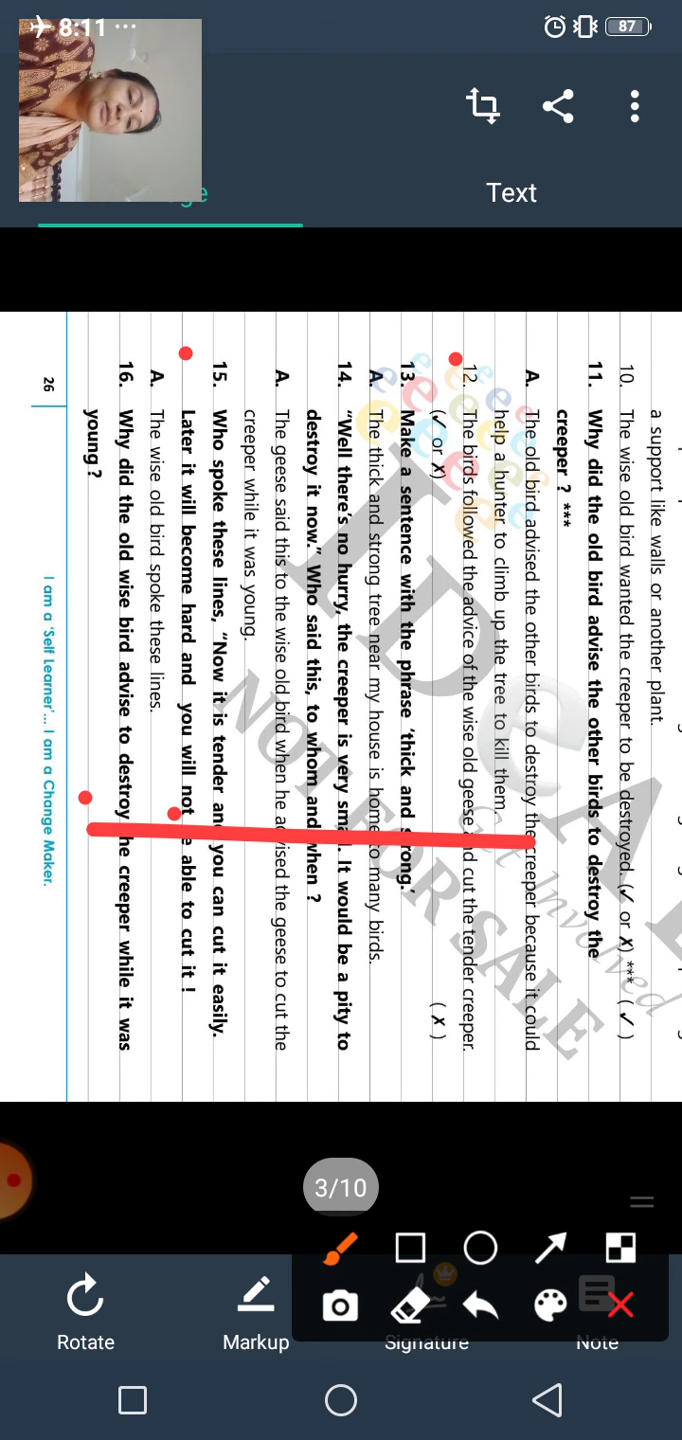 8:11 ...
87
Text
a support like walls or another plant.
10. The wise old bird wanted the creeper to be destroyed. (✓ or ✗) *** ( ✓ )
11. Why did the old bird advise the other birds to destroy the
creeper ? ***
A. The old bird advised the other birds to destroy the creeper because it could
help a hunter to climb up the tree to kill them.
12. The birds followed the advice of the wise old geese and cut the tender creeper.
(✓ or ✗) ( ✗ )
13. Make a sentence with the phrase ‘thick and strong.’
A. The thick and strong tree near my house is home to many birds.
14. “Well there’s no hurry, the creeper is very small. It would be a pity to
destroy it now.” Who said this, to whom and when ?
A. The geese said this to the wise old bird when he advised the geese to cut the
creeper while it was young.
15. Who spoke these lines, “Now it is tender and you can cut it easily.
Later it will become hard and you will not be able to cut it !
A. The wise old bird spoke these lines.
16. Why did the old wise bird advise to destroy the creeper while it was
young ?
26 I am a ‘Self Learner’... I am a Change Maker.
Get Involved
NOT FOR SALE
3/10
Rotate
Markup
Signature
Note